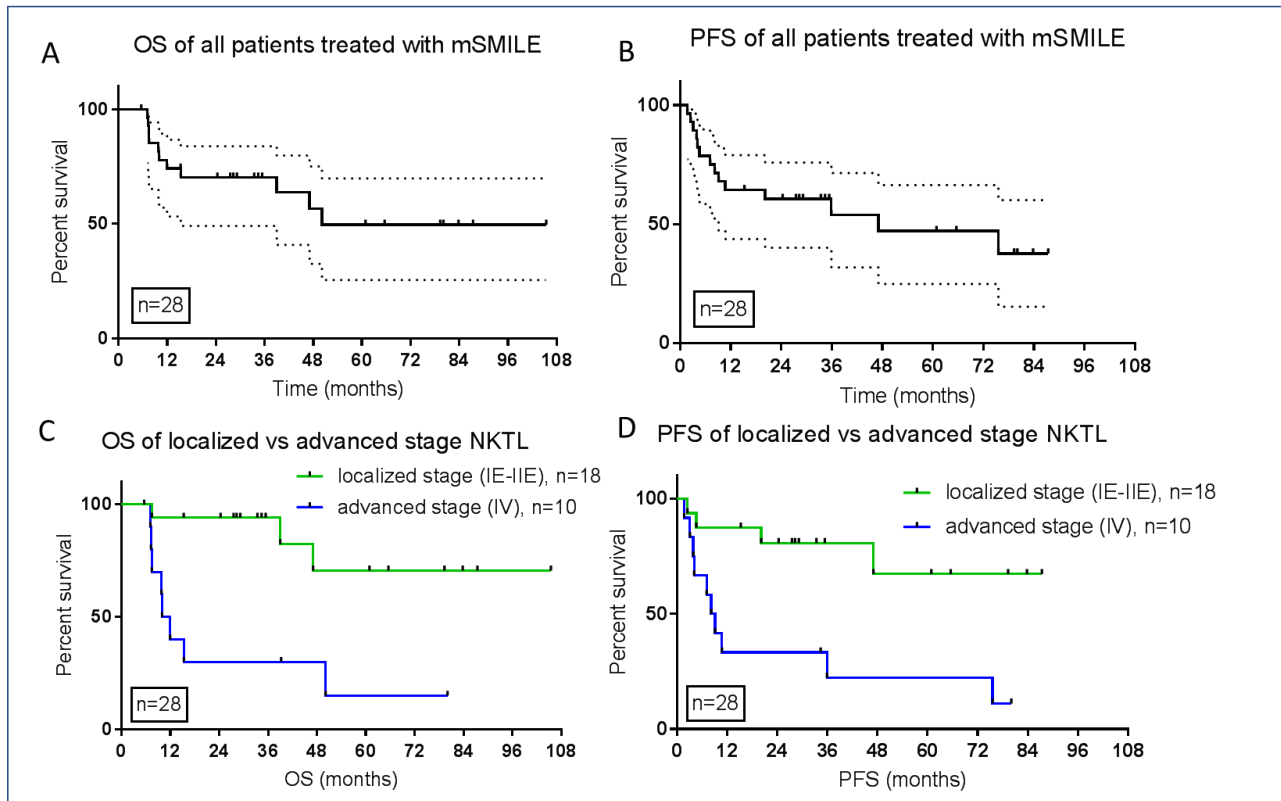 A
OS of all patients treated with mSMILE
Percent survival
100
50
0
n=28
0 12 24 36 48 60 72 84 96 108
Time (months)
B
PFS of all patients treated with mSMILE
Percent survival
100
50
0
n=28
0 12 24 36 48 60 72 84 96 108
Time (months)
C
OS of localized vs advanced stage NKTL
localized stage (IE-IIE), n=18
advanced stage (IV), n=10
Percent survival
100
50
0
n=28
0 12 24 36 48 60 72 84 96 108
OS (months)
D
PFS of localized vs advanced stage NKTL
localized stage (IE-IIE), n=18
advanced stage (IV), n=10
Percent survival
100
50
0
n=28
0 12 24 36 48 60 72 84 96 108
PFS (months)